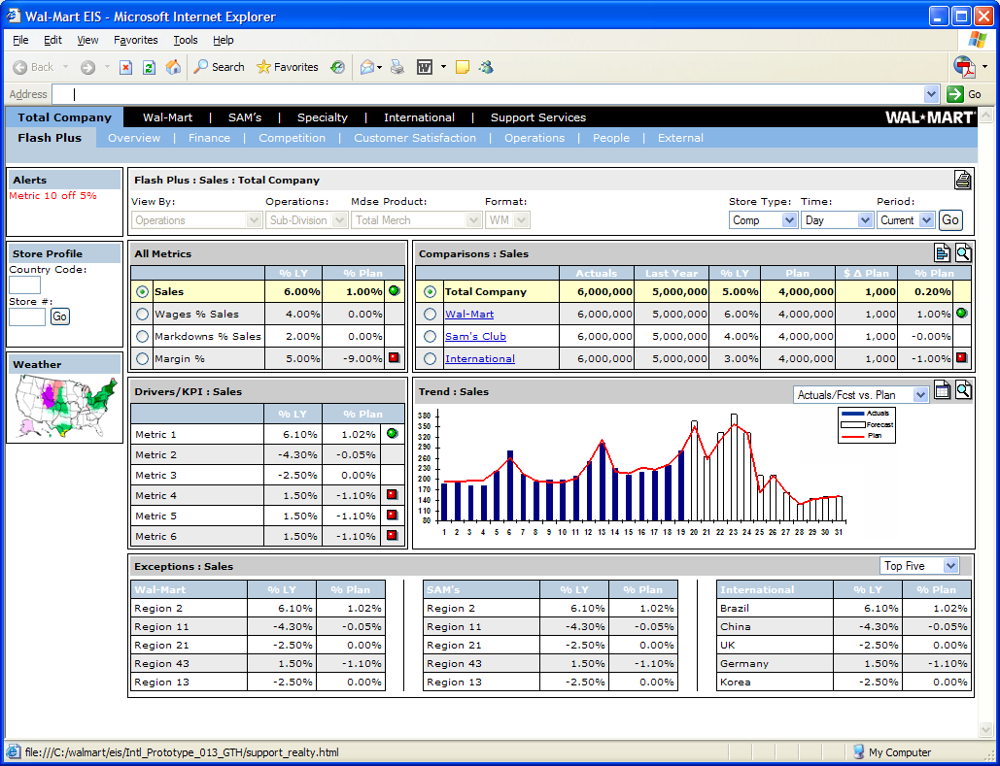 Wal-Mart EIS - Microsoft Internet Explorer
File Edit View Favorites Tools Help
Back Search Favorites
Address Go
Total Company Wal-Mart | SAM's | Specialty | International | Support Services WAL★MART
Flash Plus Overview | Finance | Competition | Customer Satisfaction | Operations | People | External
Alerts
Metric 10 off 5%
Store Profile
Country Code:
Store #:
Go
Weather
Flash Plus : Sales : Total Company
View By: Operations: Mdse Product: Format: Store Type: Time: Period:
Operations Sub-Division Total Merch WM Comp Day Current Go
All Metrics
% LY % Plan
Sales 6.00% 1.00%
Wages % Sales 4.00% 0.00%
Markdowns % Sales 2.00% 0.00%
Margin % 5.00% -9.00%
Comparisons : Sales
Actuals Last Year % LY Plan $ Δ Plan % Plan
Total Company 6,000,000 5,000,000 5.00% 4,000,000 1,000 0.20%
Wal-Mart 6,000,000 5,000,000 6.00% 4,000,000 1,000 1.00%
Sam's Club 6,000,000 5,000,000 4.00% 4,000,000 1,000 -0.00%
International 6,000,000 5,000,000 3.00% 4,000,000 1,000 -1.00%
Drivers/KPI : Sales
% LY % Plan
Metric 1 6.10% 1.02%
Metric 2 -4.30% -0.05%
Metric 3 -2.50% 0.00%
Metric 4 1.50% -1.10%
Metric 5 1.50% -1.10%
Metric 6 1.50% -1.10%
Trend : Sales
Actuals/Fcst vs. Plan
Actuals
Forecast
Plan
380
350
320
290
260
230
200
170
140
110
80
1 2 3 4 5 6 7 8 9 10 11 12 13 14 15 16 17 18 19 20 21 22 23 24 25 26 27 28 29 30 31
Exceptions : Sales
Top Five
Wal-Mart % LY % Plan
Region 2 6.10% 1.02%
Region 11 -4.30% -0.05%
Region 21 -2.50% 0.00%
Region 43 1.50% -1.10%
Region 13 -2.50% 0.00%
SAM's % LY % Plan
Region 2 6.10% 1.02%
Region 11 -4.30% -0.05%
Region 21 -2.50% 0.00%
Region 43 1.50% -1.10%
Region 13 -2.50% 0.00%
International % LY % Plan
Brazil 6.10% 1.02%
China -4.30% -0.05%
UK -2.50% 0.00%
Germany 1.50% -1.10%
Korea -2.50% 0.00%
file:///C:/walmart/eis/Intl_Prototype_013_GTH/support_realty.html My Computer